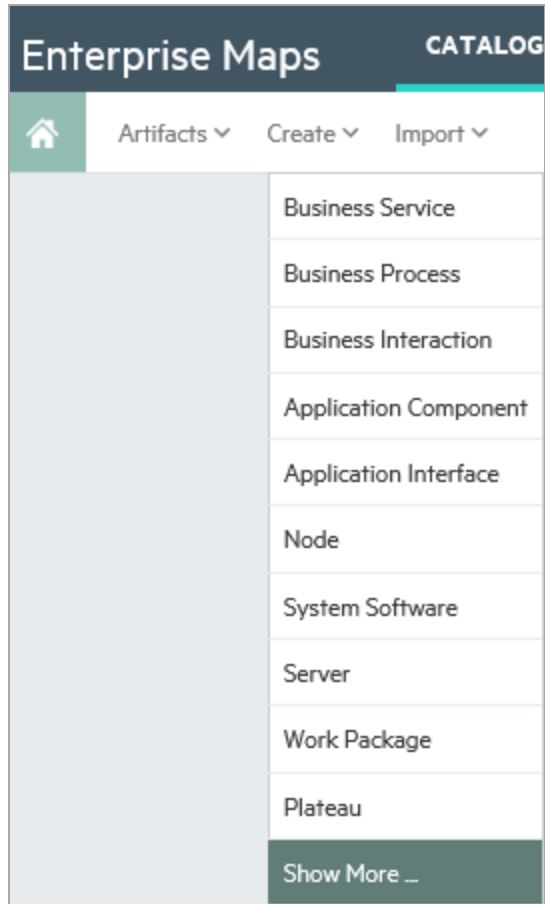 Enterprise Maps
CATALOG
Artifacts Create Import
Business Service
Business Process
Business Interaction
Application Component
Application Interface
Node
System Software
Server
Work Package
Plateau
Show More ...